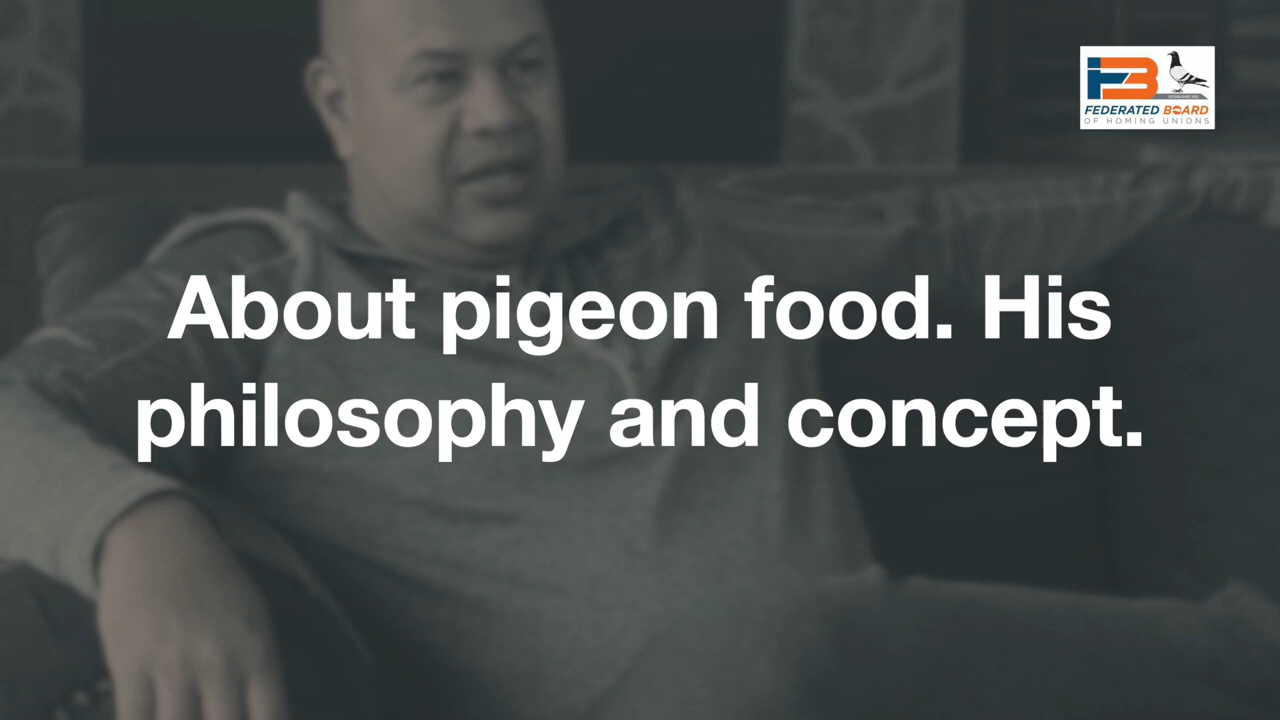 FEDERATED BOARD
OF HOMING UNIONS
About pigeon food. His
philosophy and concept.